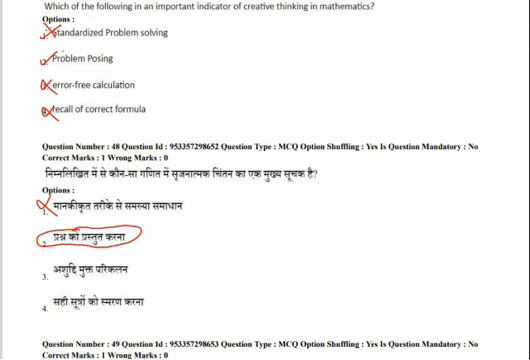 Which of the following in an important indicator of creative thinking in mathematics?
Options :
Standardized Problem solving
Problem Posing
error-free calculation
recall of correct formula
Question Number : 48 Question Id : 953357298652 Question Type : MCQ Option Shuffling : Yes Is Question Mandatory : No
Correct Marks : 1 Wrong Marks : 0
निम्नलिखित में से कौन-सा गणित में सृजनात्मक चिंतन का एक मुख्य सूचक है?
Options :
1. मानकीकृत तरीके से समस्या समाधान
2. प्रश्न को प्रस्तुत करना
3. अशुद्दि मुक्त परिकलन
4. सही सूत्रों को स्मरण करना
Question Number : 49 Question Id : 953357298653 Question Type : MCQ Option Shuffling : Yes Is Question Mandatory : No
Correct Marks : 1 Wrong Marks : 0